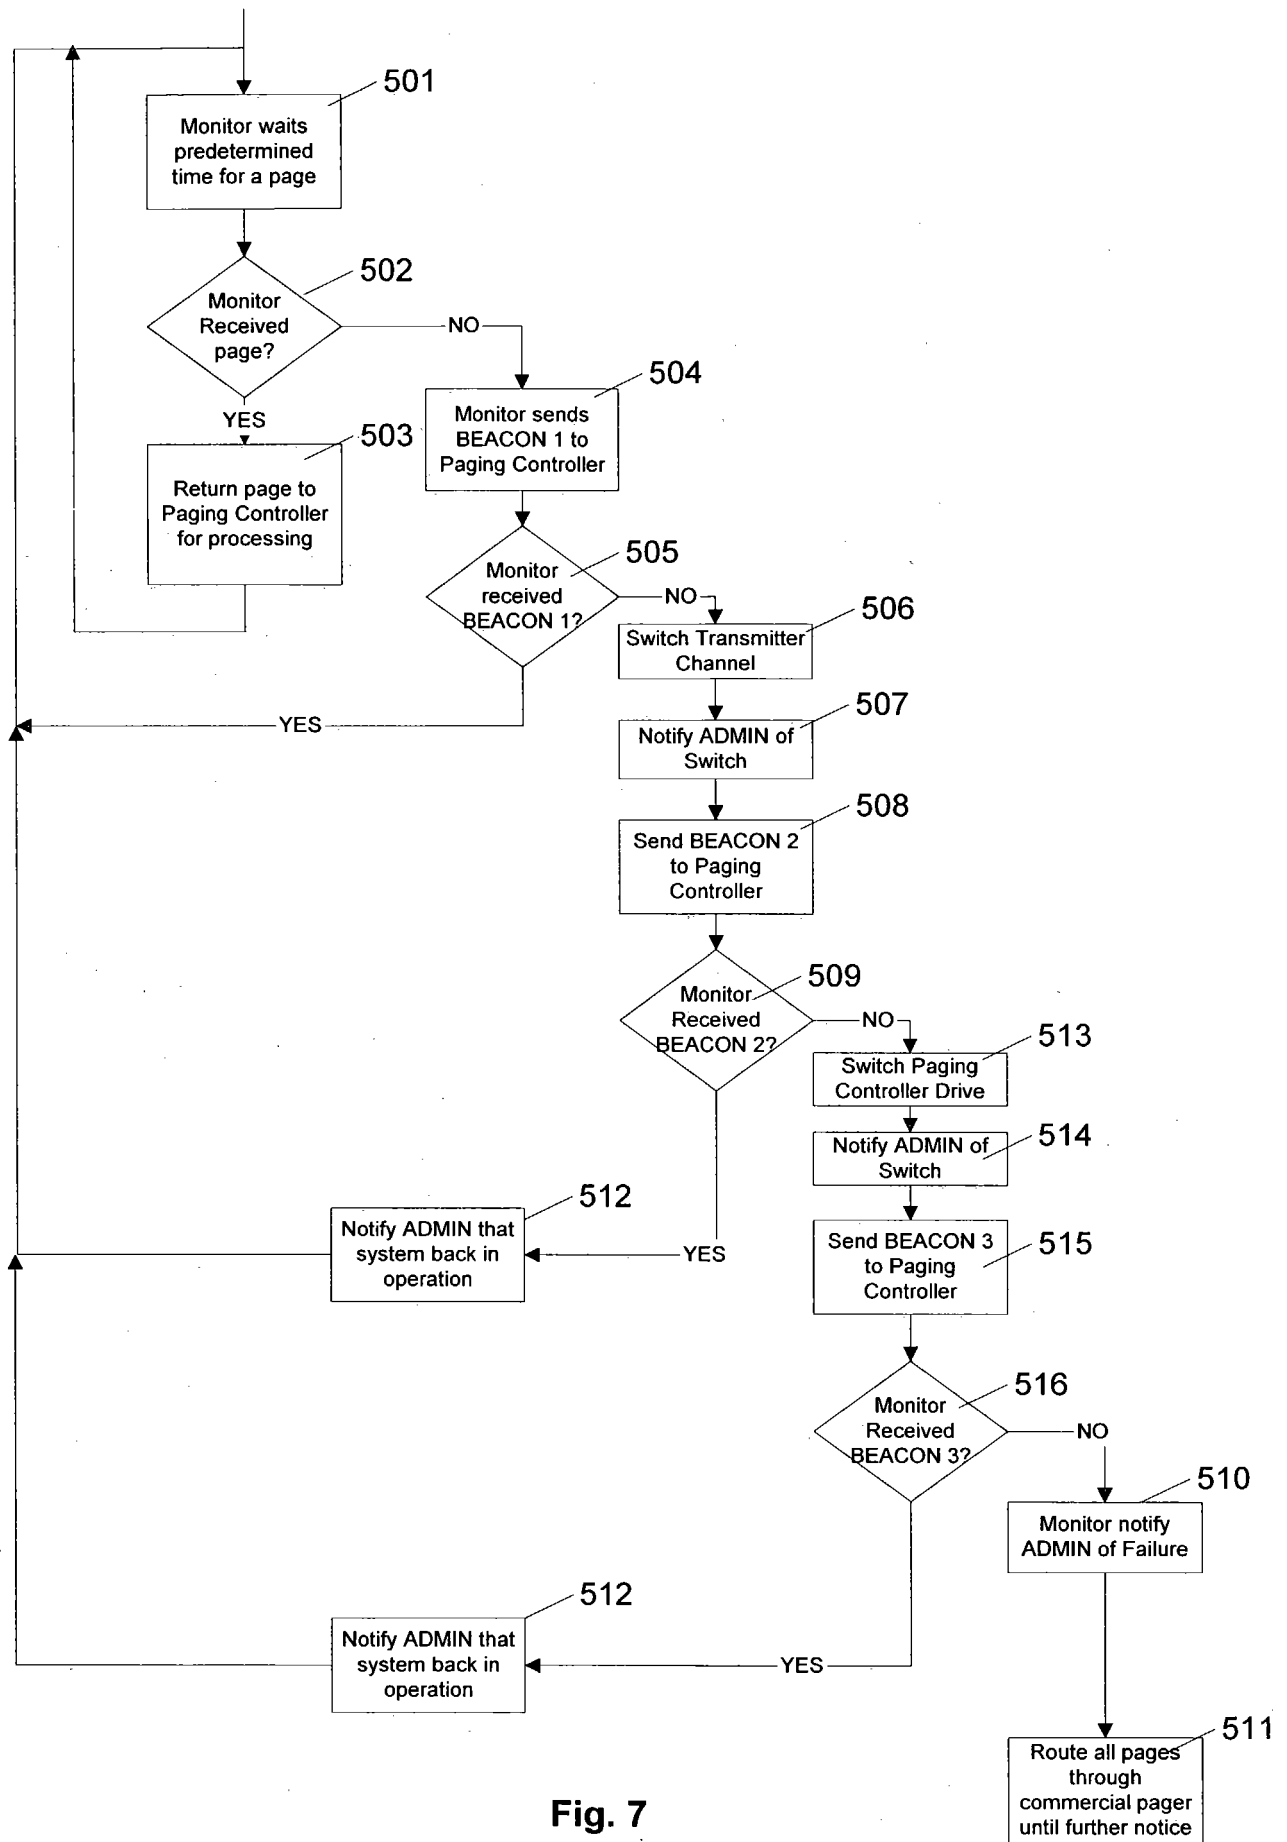 501
Monitor waits
predetermined
time for a page
502
Monitor
Received
page?
NO
YES
503
Return page to
Paging Controller
for processing
504
Monitor sends
BEACON 1 to
Paging Controller
505
Monitor
received
BEACON 1?
NO
YES
506
Switch Transmitter
Channel
507
Notify ADMIN of
Switch
508
Send BEACON 2
to Paging
Controller
509
Monitor
Received
BEACON 2?
NO
YES
513
Switch Paging
Controller Drive
514
Notify ADMIN of
Switch
512
Notify ADMIN that
system back in
operation
Send BEACON 3
to Paging
Controller
515
516
Monitor
Received
BEACON 3?
NO
YES
510
Monitor notify
ADMIN of Failure
512
Notify ADMIN that
system back in
operation
511
Route all pages
through
commercial pager
until further notice
Fig. 7